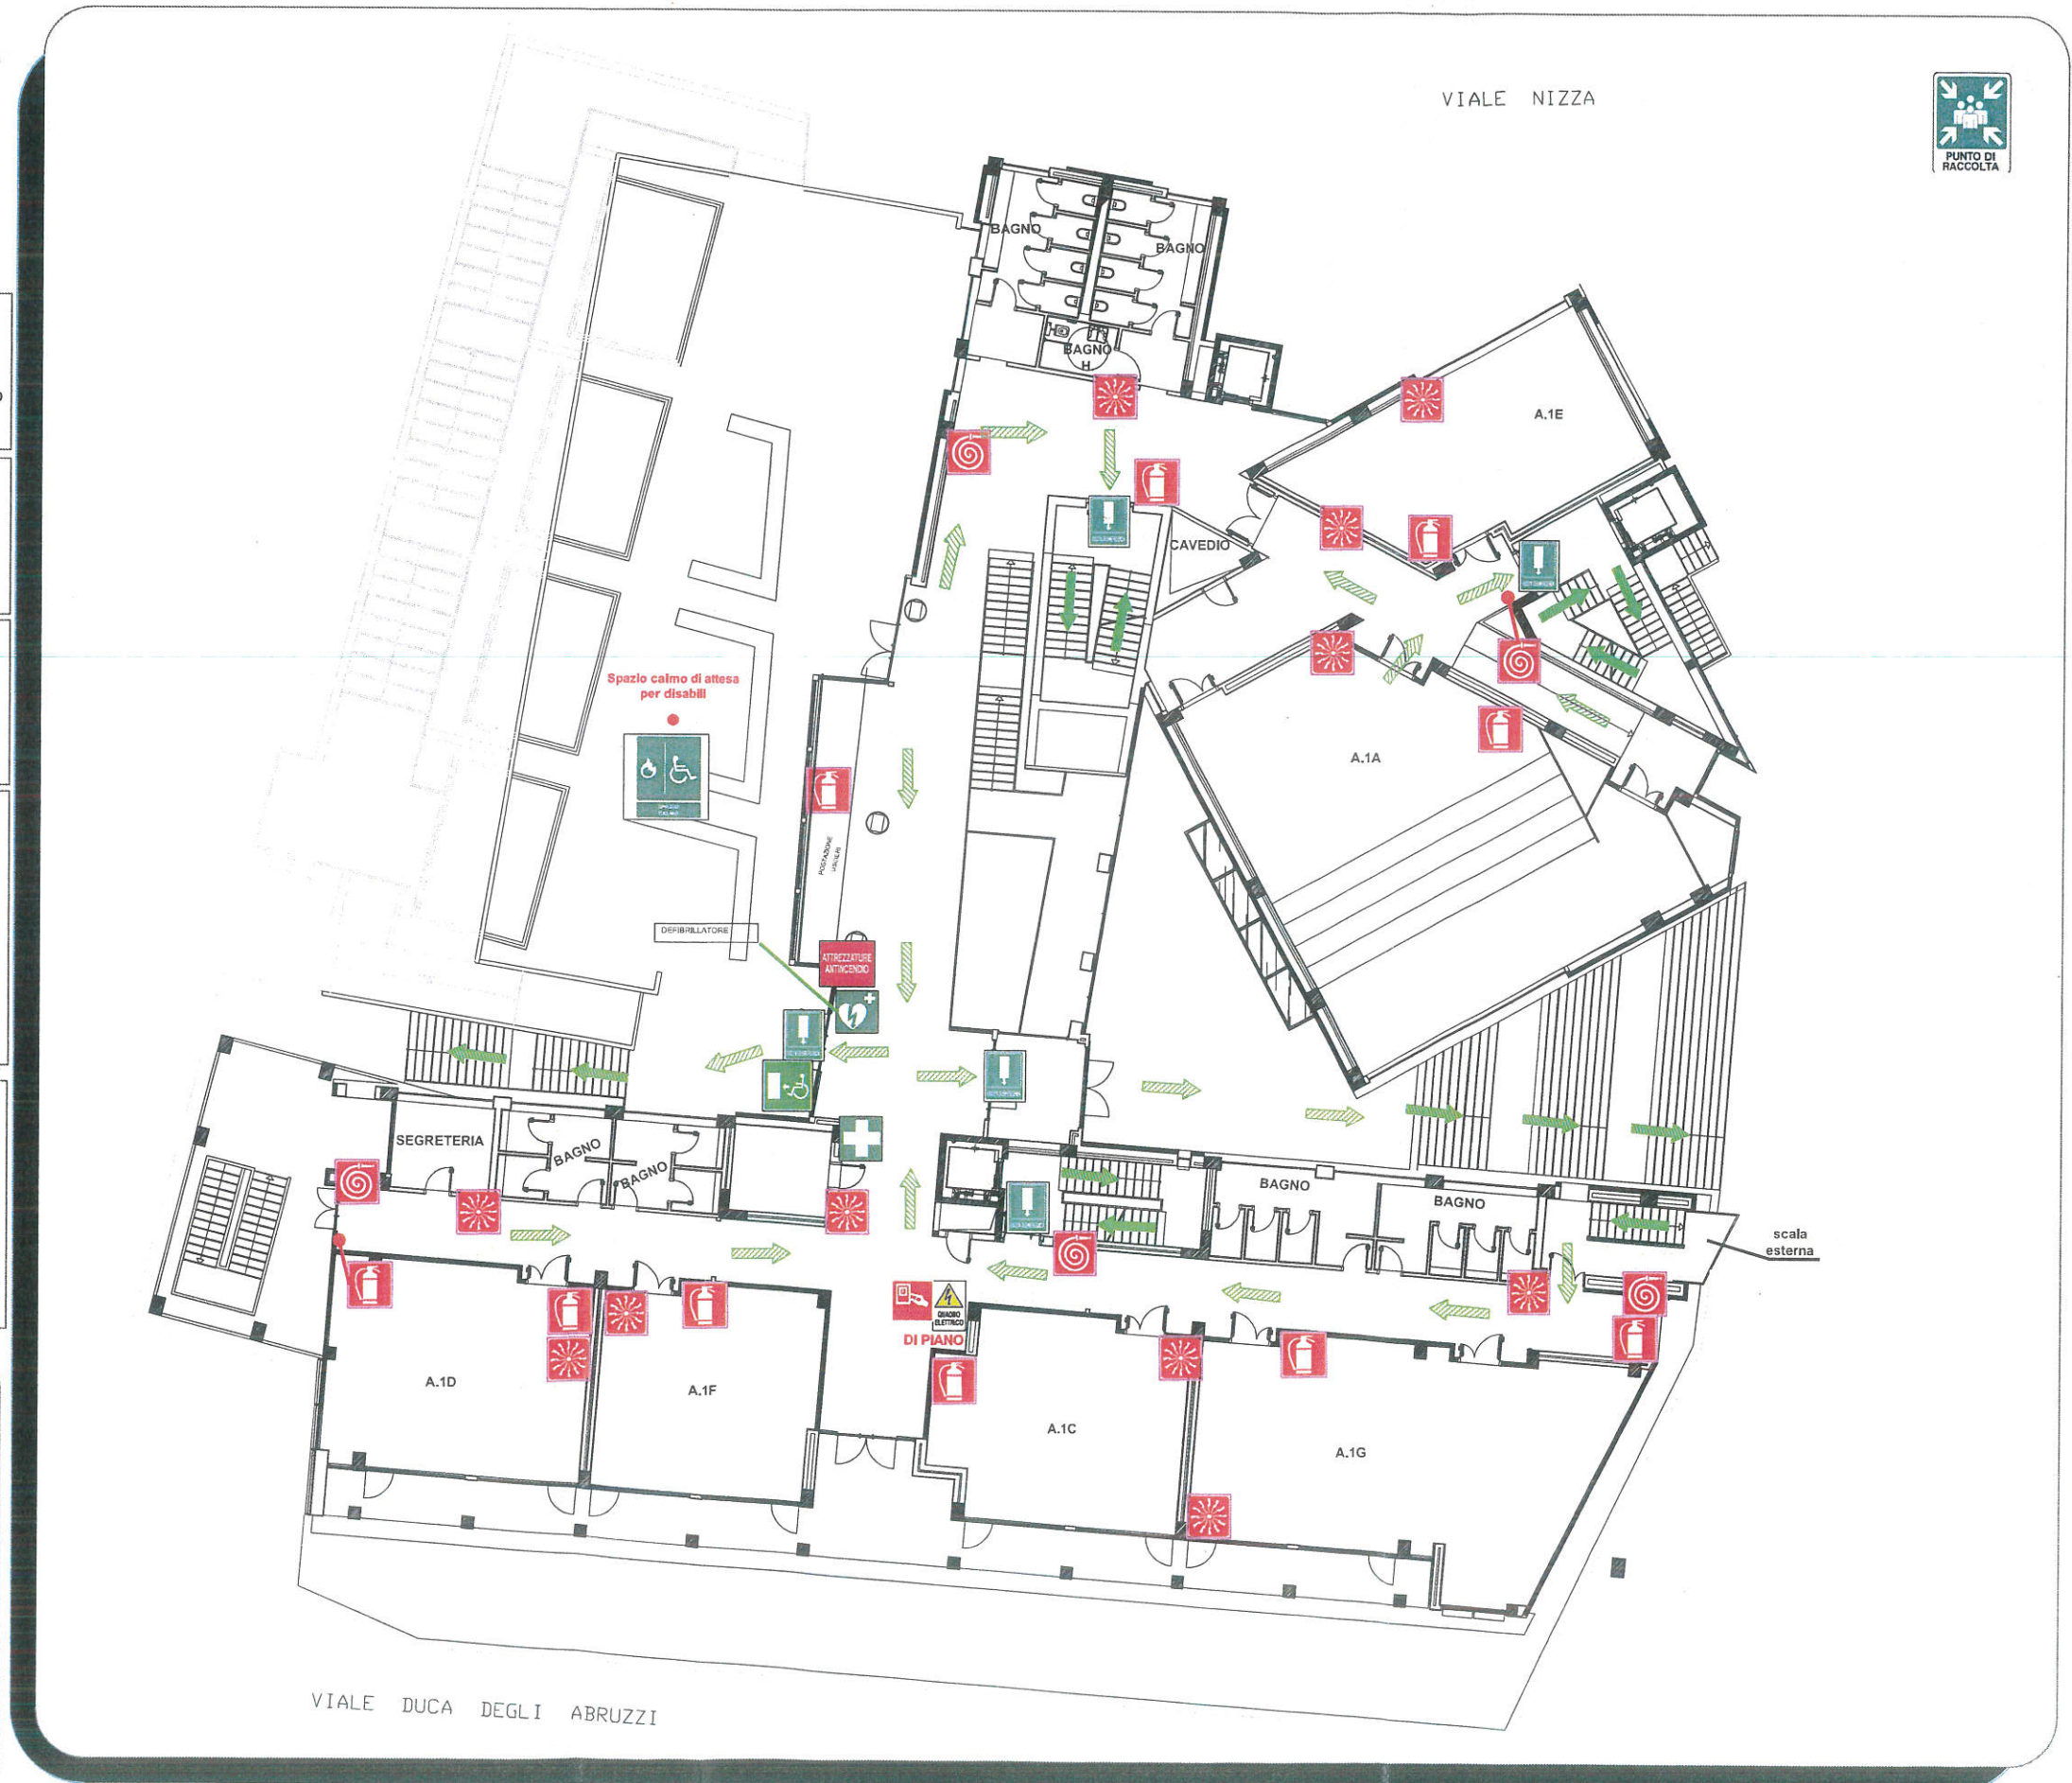 VIALE NIZZA
PUNTO DI
RACCOLTA
BAGNO
BAGNO
BAGNO
H
A.1E
CAVEDIO
Spazio calmo di attesa
per disabili
A.1A
POSTAZIONE
DEFIBRILLATORE
ATTREZZATURE
ANTINCENDIO
SEGRETERIA
BAGNO
BAGNO
BAGNO
BAGNO
scala
esterna
QUADRO
ELETTRICO
DI PIANO
A.1D
A.1F
A.1C
A.1G
VIALE DUCA DEGLI ABRUZZI